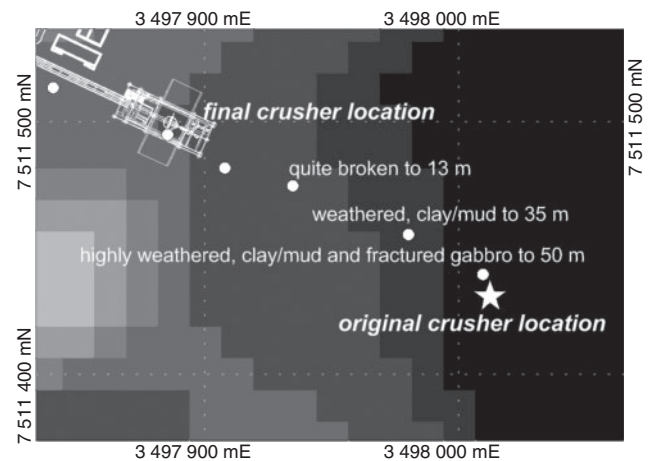 3 497 900 mE
3 498 000 mE
7 511 500 mN
7 511 500 mN
final crusher location
quite broken to 13 m
weathered, clay/mud to 35 m
highly weathered, clay/mud and fractured gabbro to 50 m
original crusher location
7 511 400 mN
3 497 900 mE
3 498 000 mE